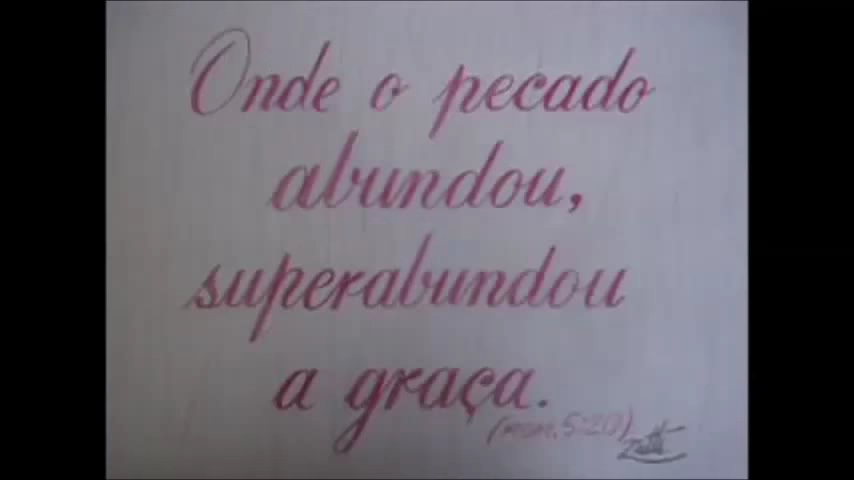 Onde o pecado
abundou,
superabundou
a graça.
(rom. 5:20)